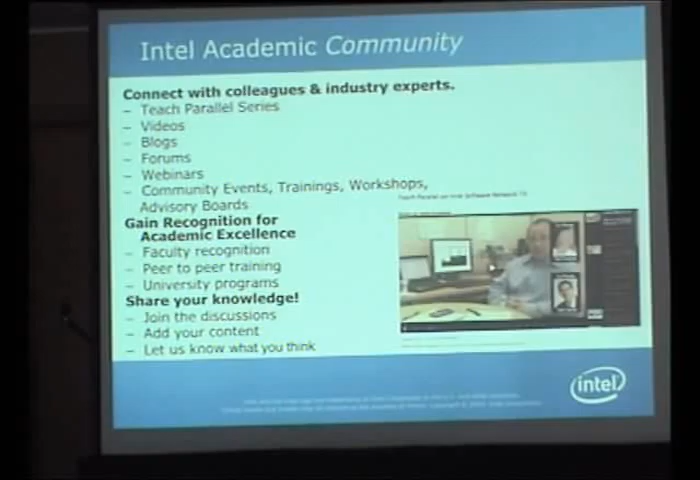 Intel Academic Community
Connect with colleagues & industry experts.
– Teach Parallel Series
– Videos
– Blogs
– Forums
– Webinars
– Community Events, Trainings, Workshops,
Advisory Boards
Gain Recognition for
Academic Excellence
– Faculty recognition
– Peer to peer training
– University programs
Share your knowledge!
– Join the discussions
– Add your content
– Let us know what you think
intel